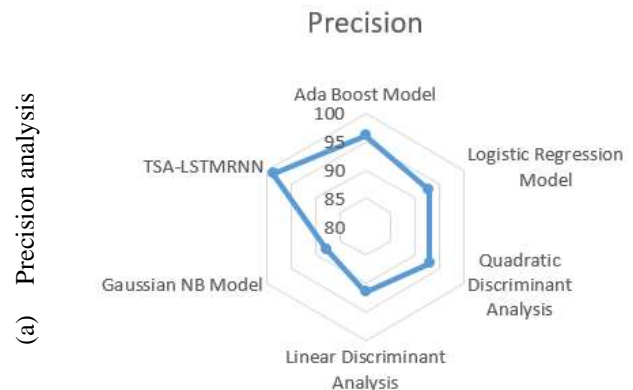 Precision
(a) Precision analysis
Ada Boost Model
100
95
90
85
80
TSA-LSTMRNN
Logistic Regression
Model
Gaussian NB Model
Quadratic
Discriminant
Analysis
Linear Discriminant
Analysis